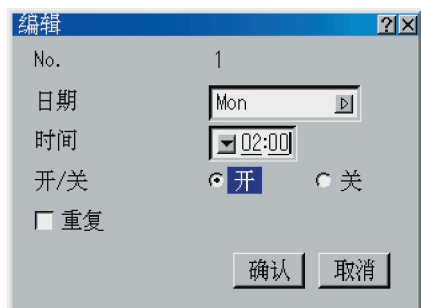 编辑
No. 1
日期 Mon
时间 02:00
开/关 开 关
重复
确认 取消